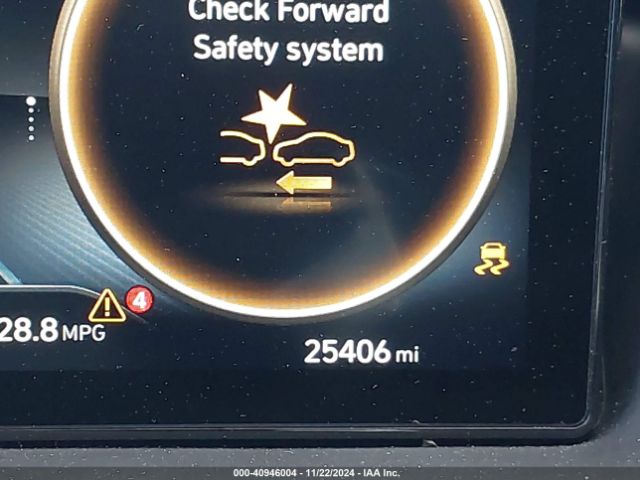 Check Forward
Safety system
4
28.8 MPG
25406 mi
000-40946004 - 11/22/2024 - IAA Inc.